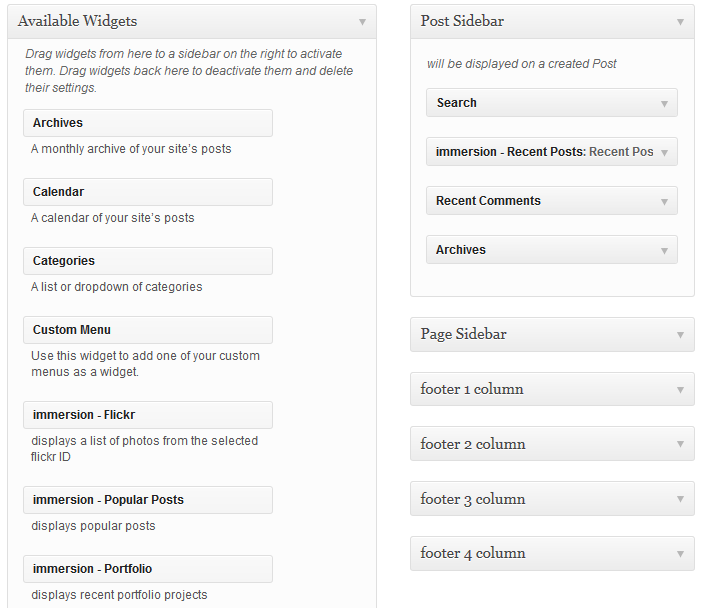 Available Widgets
Drag widgets from here to a sidebar on the right to activate
them. Drag widgets back here to deactivate them and delete
their settings.
Archives
A monthly archive of your site's posts
Calendar
A calendar of your site's posts
Categories
A list or dropdown of categories
Custom Menu
Use this widget to add one of your custom
menus as a widget.
immersion - Flickr
displays a list of photos from the selected
flickr ID
immersion - Popular Posts
displays popular posts
immersion - Portfolio
displays recent portfolio projects
Post Sidebar
will be displayed on a created Post
Search
immersion - Recent Posts: Recent Pos
Recent Comments
Archives
Page Sidebar
footer 1 column
footer 2 column
footer 3 column
footer 4 column